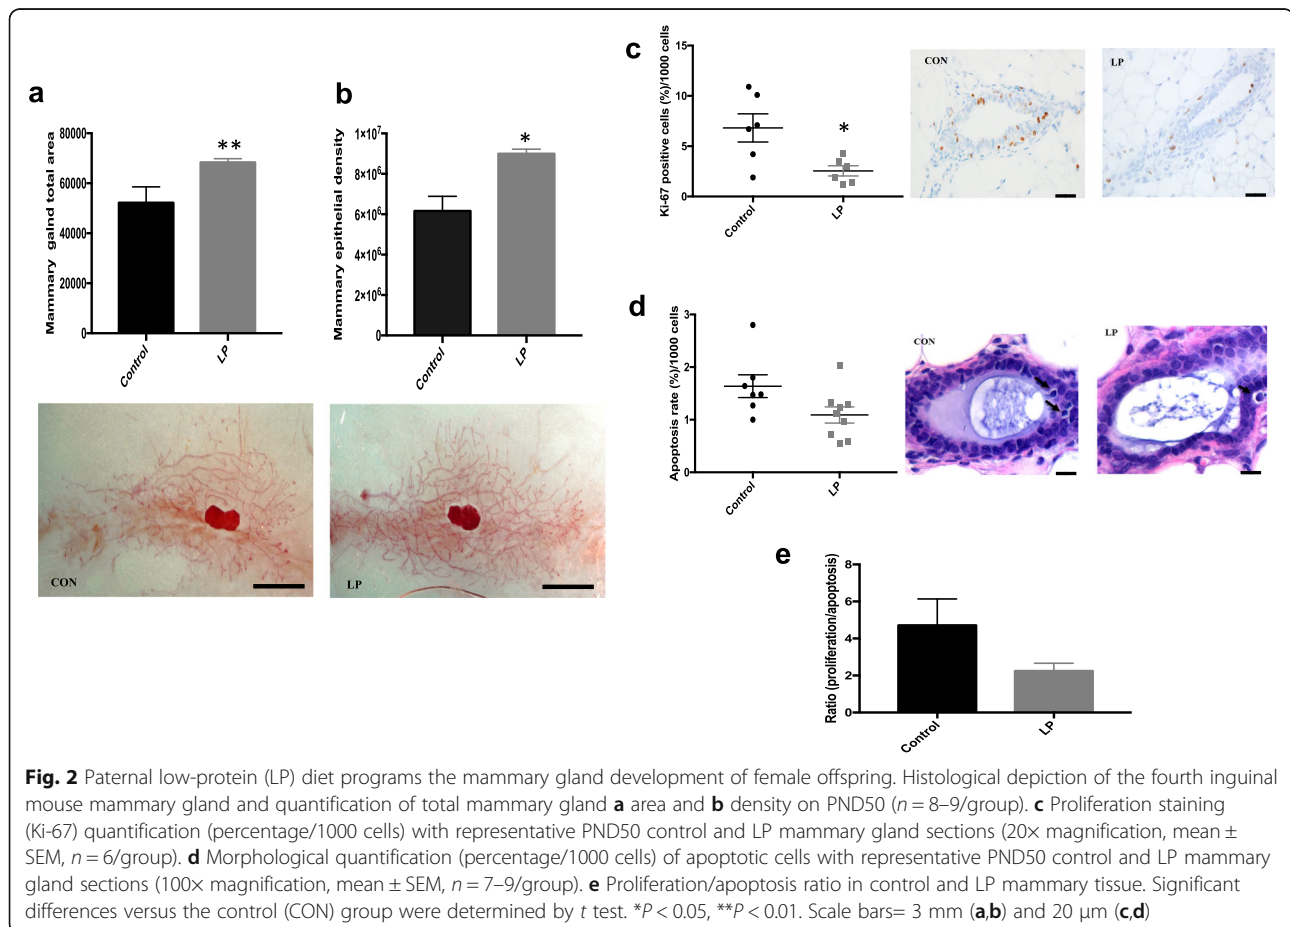 a
Mammary galnd total area
80000
60000
40000
20000
0
**
Control
LP
b
Mammary epithelial density
1×10⁷
8×10⁶
6×10⁶
4×10⁶
2×10⁶
0
*
Control
LP
CON
LP
c
Ki-67 positive cells (%)/1000 cells
15
10
5
0
*
Control
LP
CON
LP
d
Apoptosis rate (%)/1000 cells
3
2
1
0
Control
LP
CON
LP
e
Ratio (proliferation/apoptosis)
8
6
4
2
0
Control
LP
Fig. 2 Paternal low-protein (LP) diet programs the mammary gland development of female offspring. Histological depiction of the fourth inguinal
mouse mammary gland and quantification of total mammary gland a area and b density on PND50 (n = 8–9/group). c Proliferation staining
(Ki-67) quantification (percentage/1000 cells) with representative PND50 control and LP mammary gland sections (20× magnification, mean ±
SEM, n = 6/group). d Morphological quantification (percentage/1000 cells) of apoptotic cells with representative PND50 control and LP mammary
gland sections (100× magnification, mean ± SEM, n = 7–9/group). e Proliferation/apoptosis ratio in control and LP mammary tissue. Significant
differences versus the control (CON) group were determined by t test. *P < 0.05, **P < 0.01. Scale bars= 3 mm (a,b) and 20 μm (c,d)